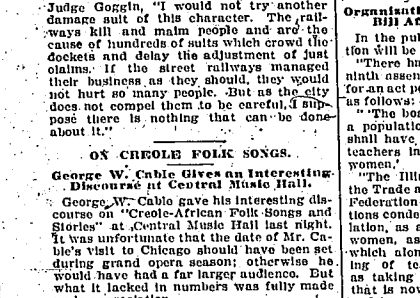 Judge Goggin, "I would not try another
damage suit of this character. The rail-
ways kill and maim people and are the
cause of hundreds of suits which crowd the
dockets and delay the adjustment of just
claims. If the street railways managed
their business as they should, they would
not hurt so many people. But as the city
does not compel them to be careful, I sup-
pose there is nothing that can be done
about it."
ON CREOLE FOLK SONGS.
George W. Cable Gives an Interesting
Discourse at Central Music Hall.
George W. Cable gave his interesting dis-
course on "Creole-African Folk Songs and
Stories" at Central Music Hall last night.
It was unfortunate that the date of Mr. Ca-
ble's visit to Chicago should have been set
during grand opera season; otherwise he
would have had a far larger audience. But
what it lacked in numbers was fully made
In the pu
tion will be
"There h
ninth assem
for an act p
as follows:
"The boa
a populatio
shall have
teachers in
women."
"The Illi
the Trade a
Federation
tions condu
lation, as a
women, as
which alon
ing of to
as taking
that is now